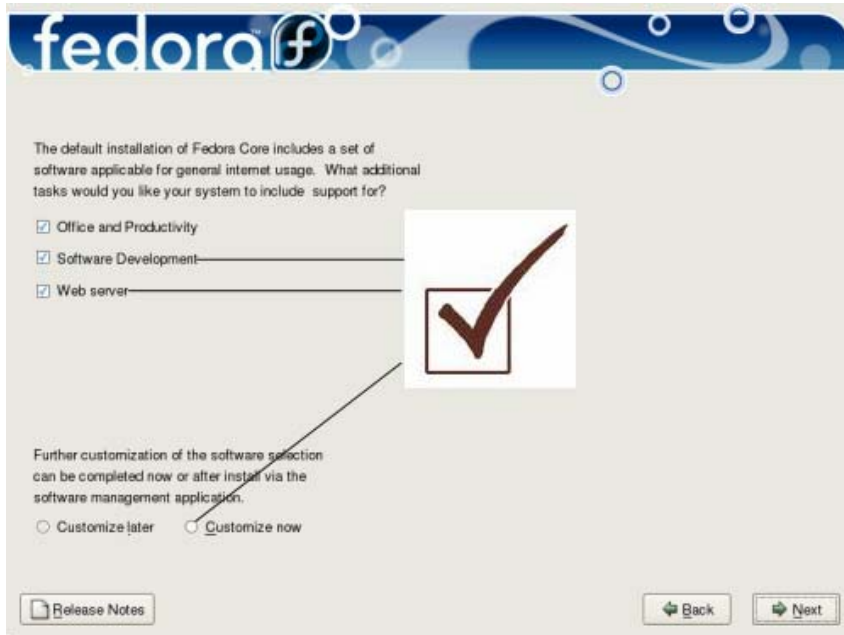 fedora
The default installation of Fedora Core includes a set of
software applicable for general internet usage. What additional
tasks would you like your system to include support for?
Office and Productivity
Software Development
Web server
Further customization of the software selection
can be completed now or after install via the
software management application.
Customize later Customize now
Release Notes Back Next